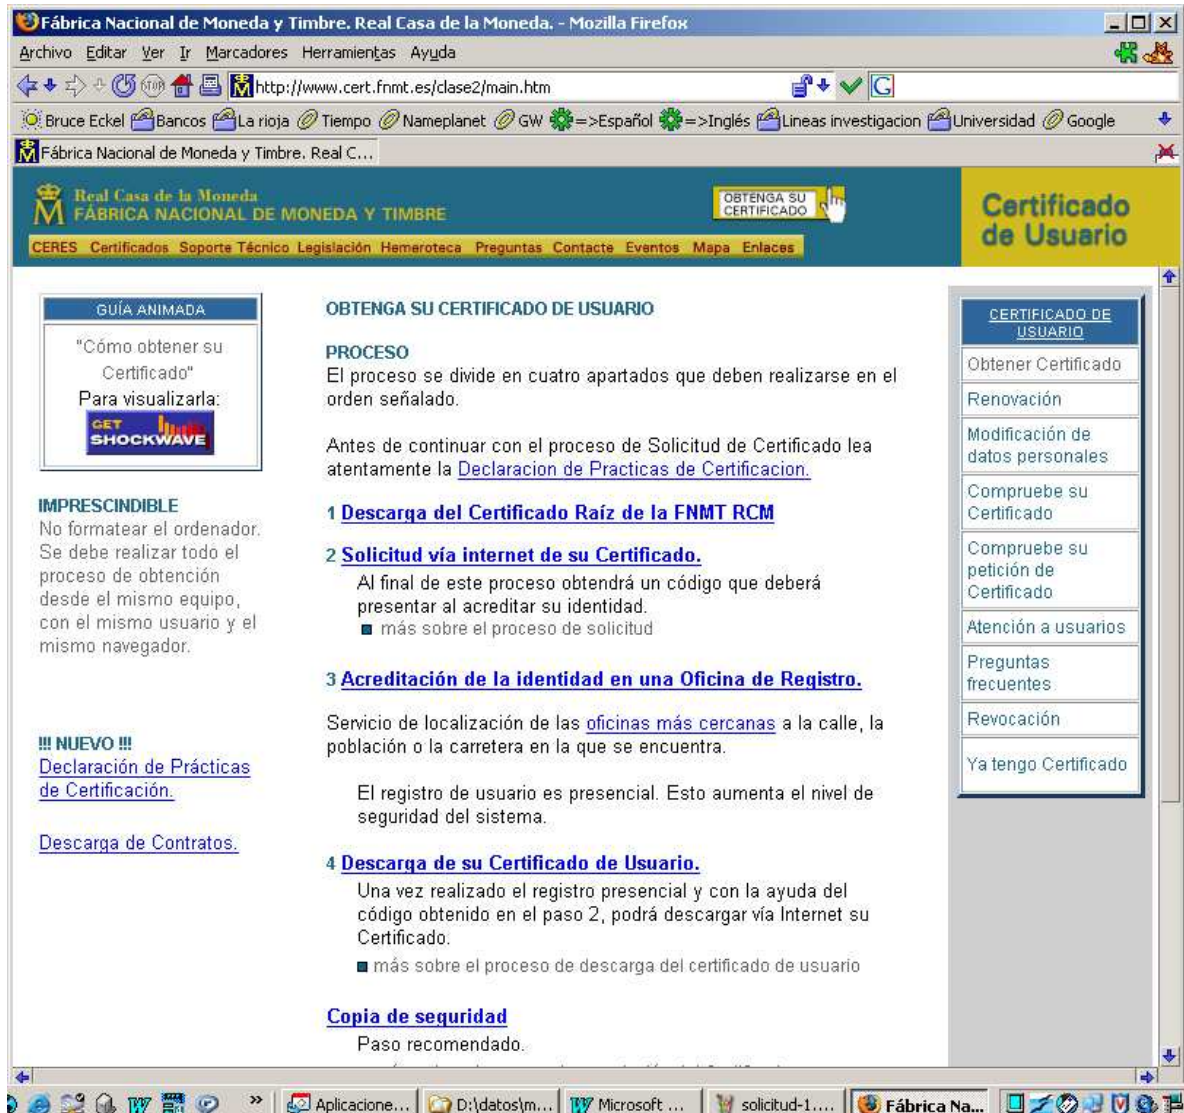 Fábrica Nacional de Moneda y Timbre. Real Casa de la Moneda. - Mozilla Firefox
Archivo Editar Ver Ir Marcadores Herramientas Ayuda
STOP
http://www.cert.fnmt.es/clase2/main.htm
Bruce Eckel Bancos La rioja Tiempo Nameplanet GW =>Español =>Inglés Lineas investigacion Universidad Google
Fábrica Nacional de Moneda y Timbre. Real C...
Real Casa de la Moneda
FÁBRICA NACIONAL DE MONEDA Y TIMBRE
OBTENGA SU
CERTIFICADO
Certificado
de Usuario
CERES Certificados Soporte Técnico Legislación Hemeroteca Preguntas Contacte Eventos Mapa Enlaces
GUÍA ANIMADA
"Cómo obtener su
Certificado"
Para visualizarla:
GET
SHOCKWAVE
IMPRESCINDIBLE
No formatear el ordenador.
Se debe realizar todo el
proceso de obtención
desde el mismo equipo,
con el mismo usuario y el
mismo navegador.
!!! NUEVO !!!
Declaración de Prácticas
de Certificación.
Descarga de Contratos.
OBTENGA SU CERTIFICADO DE USUARIO
PROCESO
El proceso se divide en cuatro apartados que deben realizarse en el
orden señalado.
Antes de continuar con el proceso de Solicitud de Certificado lea
atentamente la Declaracion de Practicas de Certificacion.
1 Descarga del Certificado Raíz de la FNMT RCM
2 Solicitud vía internet de su Certificado.
Al final de este proceso obtendrá un código que deberá
presentar al acreditar su identidad.
más sobre el proceso de solicitud
3 Acreditación de la identidad en una Oficina de Registro.
Servicio de localización de las oficinas más cercanas a la calle, la
población o la carretera en la que se encuentra.
El registro de usuario es presencial. Esto aumenta el nivel de
seguridad del sistema.
4 Descarga de su Certificado de Usuario.
Una vez realizado el registro presencial y con la ayuda del
código obtenido en el paso 2, podrá descargar vía Internet su
Certificado.
más sobre el proceso de descarga del certificado de usuario
Copia de seguridad
Paso recomendado.
CERTIFICADO DE
USUARIO
Obtener Certificado
Renovación
Modificación de
datos personales
Compruebe su
Certificado
Compruebe su
petición de
Certificado
Atención a usuarios
Preguntas
frecuentes
Revocación
Ya tengo Certificado
» Aplicacione... D:\datos\m... Microsoft ... solicitud-1.... Fábrica Na...